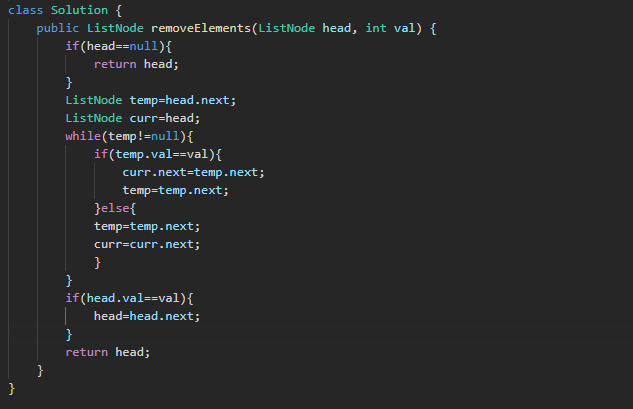 class Solution {
    public ListNode removeElements(ListNode head, int val) {
        if(head==null){
            return head;
        }
        ListNode temp=head.next;
        ListNode curr=head;
        while(temp!=null){
            if(temp.val==val){
                curr.next=temp.next;
                temp=temp.next;
            }else{
            temp=temp.next;
            curr=curr.next;
            }
        }
        if(head.val==val){
            head=head.next;
        }
        return head;
    }
}